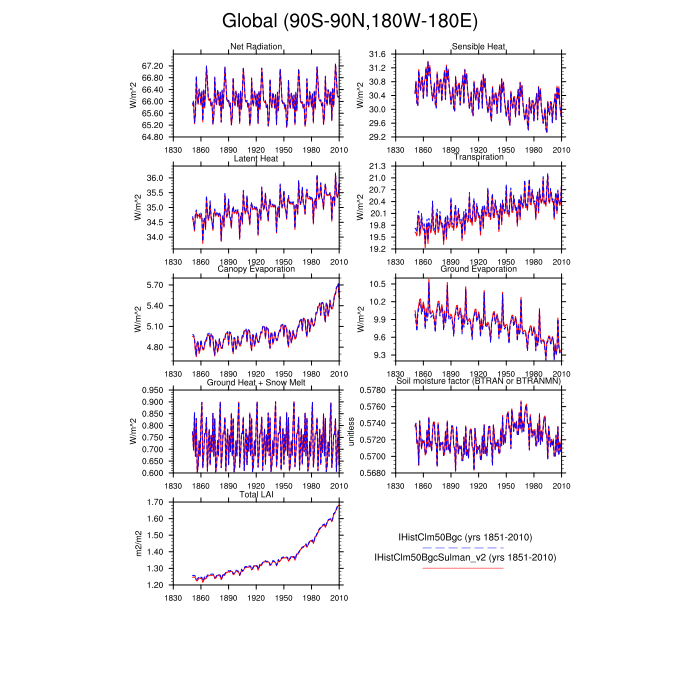 Global (90S-90N,180W-180E)
Net Radiation
W/m^2
67.20
66.80
66.40
66.00
65.60
65.20
64.80
1830 1860 1890 1920 1950 1980 2010
Sensible Heat
W/m^2
31.6
31.2
30.8
30.4
30.0
29.6
29.2
1830 1860 1890 1920 1950 1980 2010
Latent Heat
W/m^2
36.0
35.5
35.0
34.5
34.0
1830 1860 1890 1920 1950 1980 2010
Transpiration
W/m^2
21.3
21.0
20.7
20.4
20.1
19.8
19.5
19.2
1830 1860 1890 1920 1950 1980 2010
Canopy Evaporation
W/m^2
5.70
5.40
5.10
4.80
1830 1860 1890 1920 1950 1980 2010
Ground Evaporation
W/m^2
10.5
10.2
9.9
9.6
9.3
1830 1860 1890 1920 1950 1980 2010
Ground Heat + Snow Melt
W/m^2
0.950
0.900
0.850
0.800
0.750
0.700
0.650
0.600
1830 1860 1890 1920 1950 1980 2010
Soil moisture factor (BTRAN or BTRANMN)
unitless
0.5780
0.5760
0.5740
0.5720
0.5700
0.5680
1830 1860 1890 1920 1950 1980 2010
Total LAI
m2/m2
1.70
1.60
1.50
1.40
1.30
1.20
1830 1860 1890 1920 1950 1980 2010
IHistClm50Bgc (yrs 1851-2010)
IHistClm50BgcSulman_v2 (yrs 1851-2010)